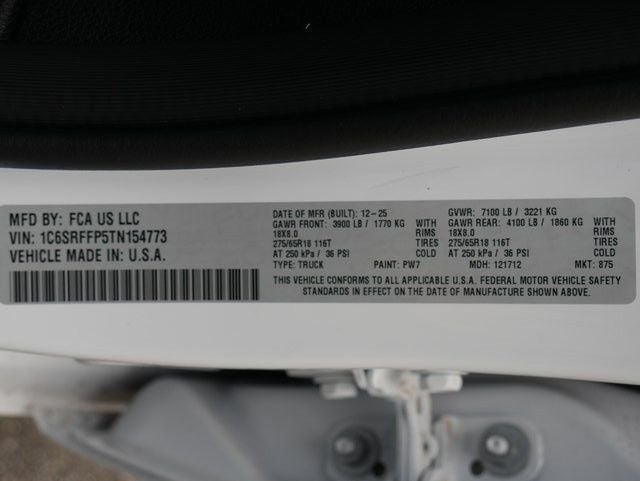 MFD BY: FCA US LLC
VIN: 1C6SRFFP5TN154773
VEHICLE MADE IN U.S.A.
DATE OF MFR (BUILT): 12-25 GVWR: 7100 LB / 3221 KG
GAWR FRONT: 3900 LB / 1770 KG WITH GAWR REAR: 4100 LB / 1860 KG WITH
18X8.0 RIMS 18X8.0 RIMS
275/65R18 116T TIRES 275/65R18 116T TIRES
AT 250 kPa / 36 PSI COLD AT 250 kPa / 36 PSI COLD
TYPE: TRUCK PAINT: PW7 MDH: 121712 MKT: 875
THIS VEHICLE CONFORMS TO ALL APPLICABLE U.S.A. FEDERAL MOTOR VEHICLE SAFETY
STANDARDS IN EFFECT ON THE DATE OF MANUFACTURE SHOWN ABOVE.